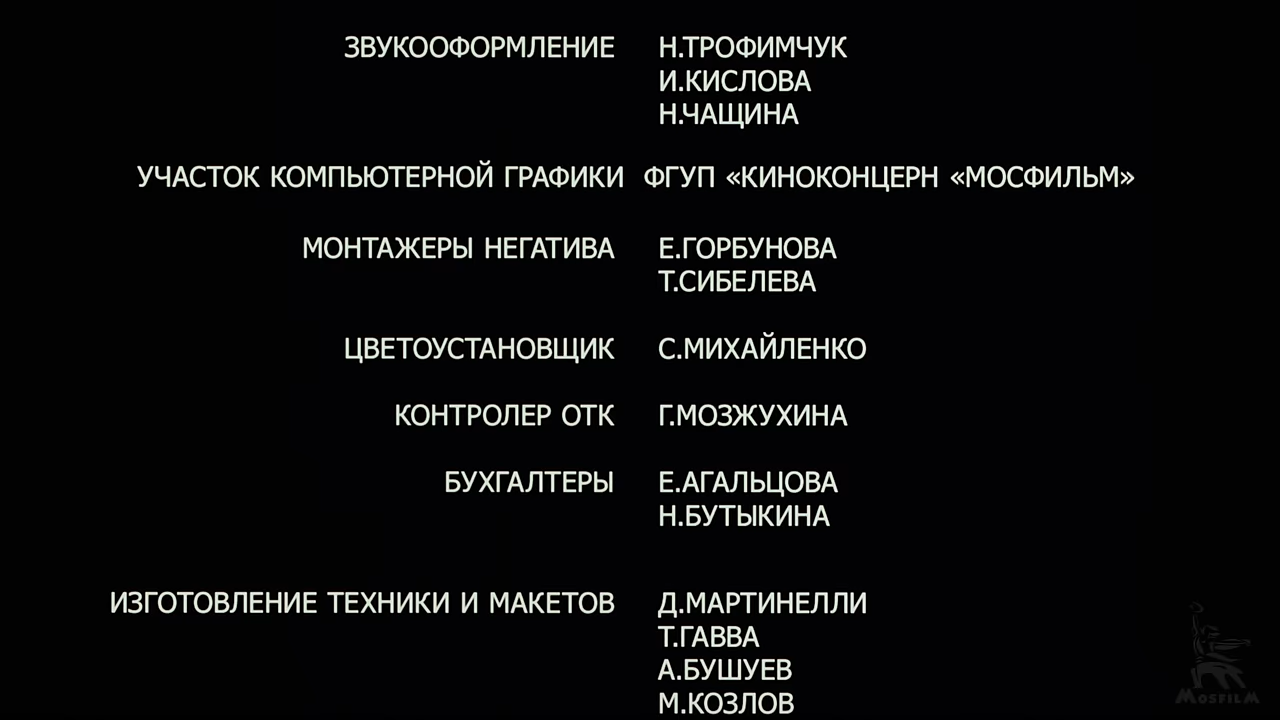 ЗВУКООФОРМЛЕНИЕ Н.ТРОФИМЧУК
И.КИСЛОВА
Н.ЧАЩИНА
УЧАСТОК КОМПЬЮТЕРНОЙ ГРАФИКИ ФГУП «КИНОКОНЦЕРН «МОСФИЛЬМ»
МОНТАЖЕРЫ НЕГАТИВА Е.ГОРБУНОВА
Т.СИБЕЛЕВА
ЦВЕТОУСТАНОВЩИК С.МИХАЙЛЕНКО
КОНТРОЛЕР ОТК Г.МОЗЖУХИНА
БУХГАЛТЕРЫ Е.АГАЛЬЦОВА
Н.БУТЫКИНА
ИЗГОТОВЛЕНИЕ ТЕХНИКИ И МАКЕТОВ Д.МАРТИНЕЛЛИ
Т.ГАВВА
А.БУШУЕВ
М.КОЗЛОВ
MOSFILM